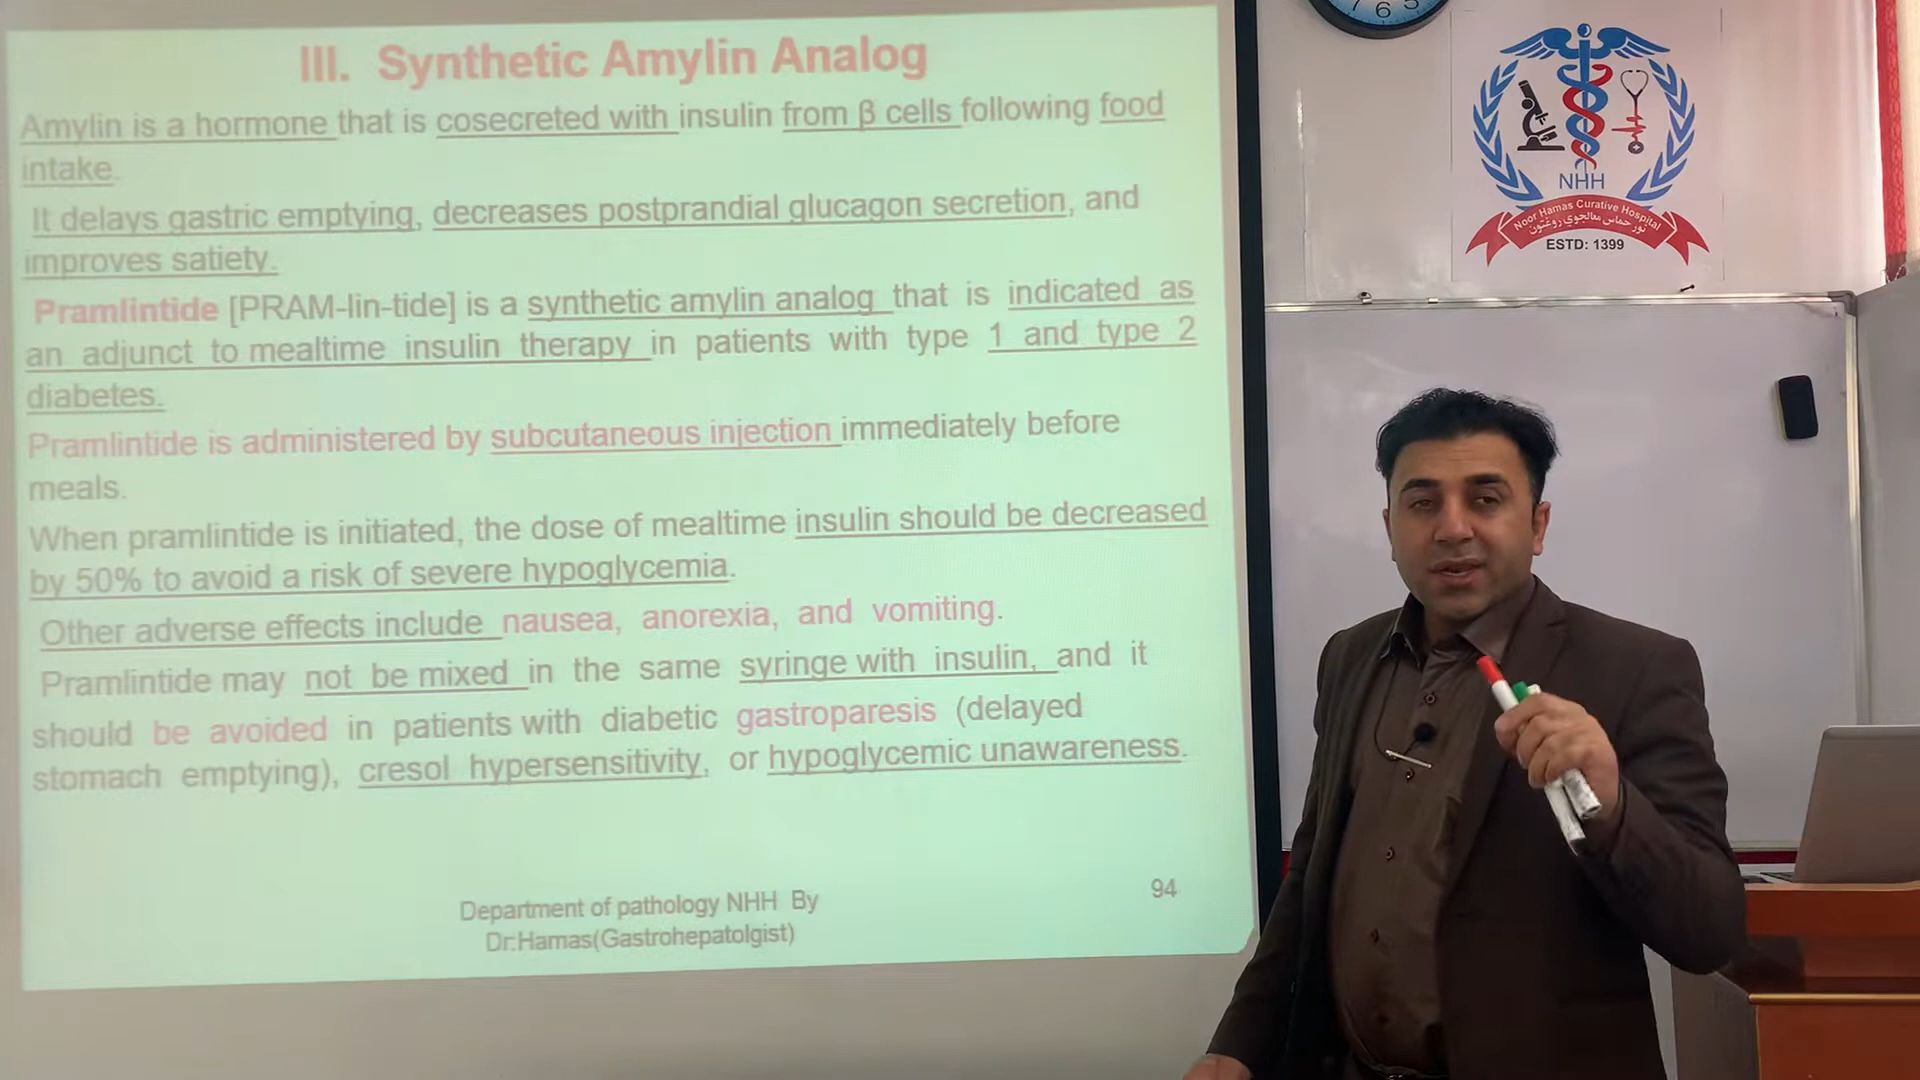 III. Synthetic Amylin Analog
Amylin is a hormone that is cosecreted with insulin from β cells following food
intake.
It delays gastric emptying, decreases postprandial glucagon secretion, and
improves satiety.
Pramlintide [PRAM-lin-tide] is a synthetic amylin analog that is indicated as
an adjunct to mealtime insulin therapy in patients with type 1 and type 2
diabetes.
Pramlintide is administered by subcutaneous injection immediately before
meals.
When pramlintide is initiated, the dose of mealtime insulin should be decreased
by 50% to avoid a risk of severe hypoglycemia.
Other adverse effects include nausea, anorexia, and vomiting.
Pramlintide may not be mixed in the same syringe with insulin, and it
should be avoided in patients with diabetic gastroparesis (delayed
stomach emptying), cresol hypersensitivity, or hypoglycemic unawareness.
Department of pathology NHH By
Dr:Hamas(Gastrohepatolgist)
94
7 6 5
NHH
Noor Hamas Curative Hospital
نور حماس معالجوي روغتون
ESTD: 1399